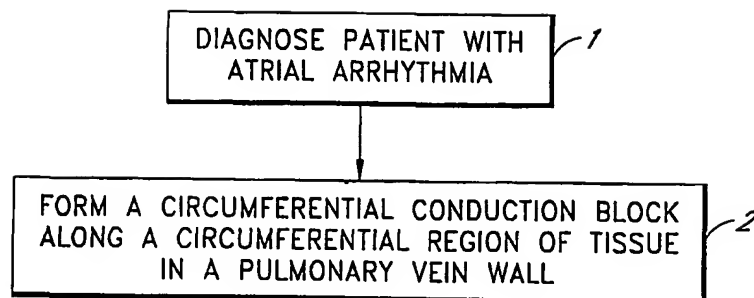 DIAGNOSE PATIENT WITH
ATRIAL ARRHYTHMIA
1
FORM A CIRCUMFERENTIAL CONDUCTION BLOCK
ALONG A CIRCUMFERENTIAL REGION OF TISSUE
IN A PULMONARY VEIN WALL
2